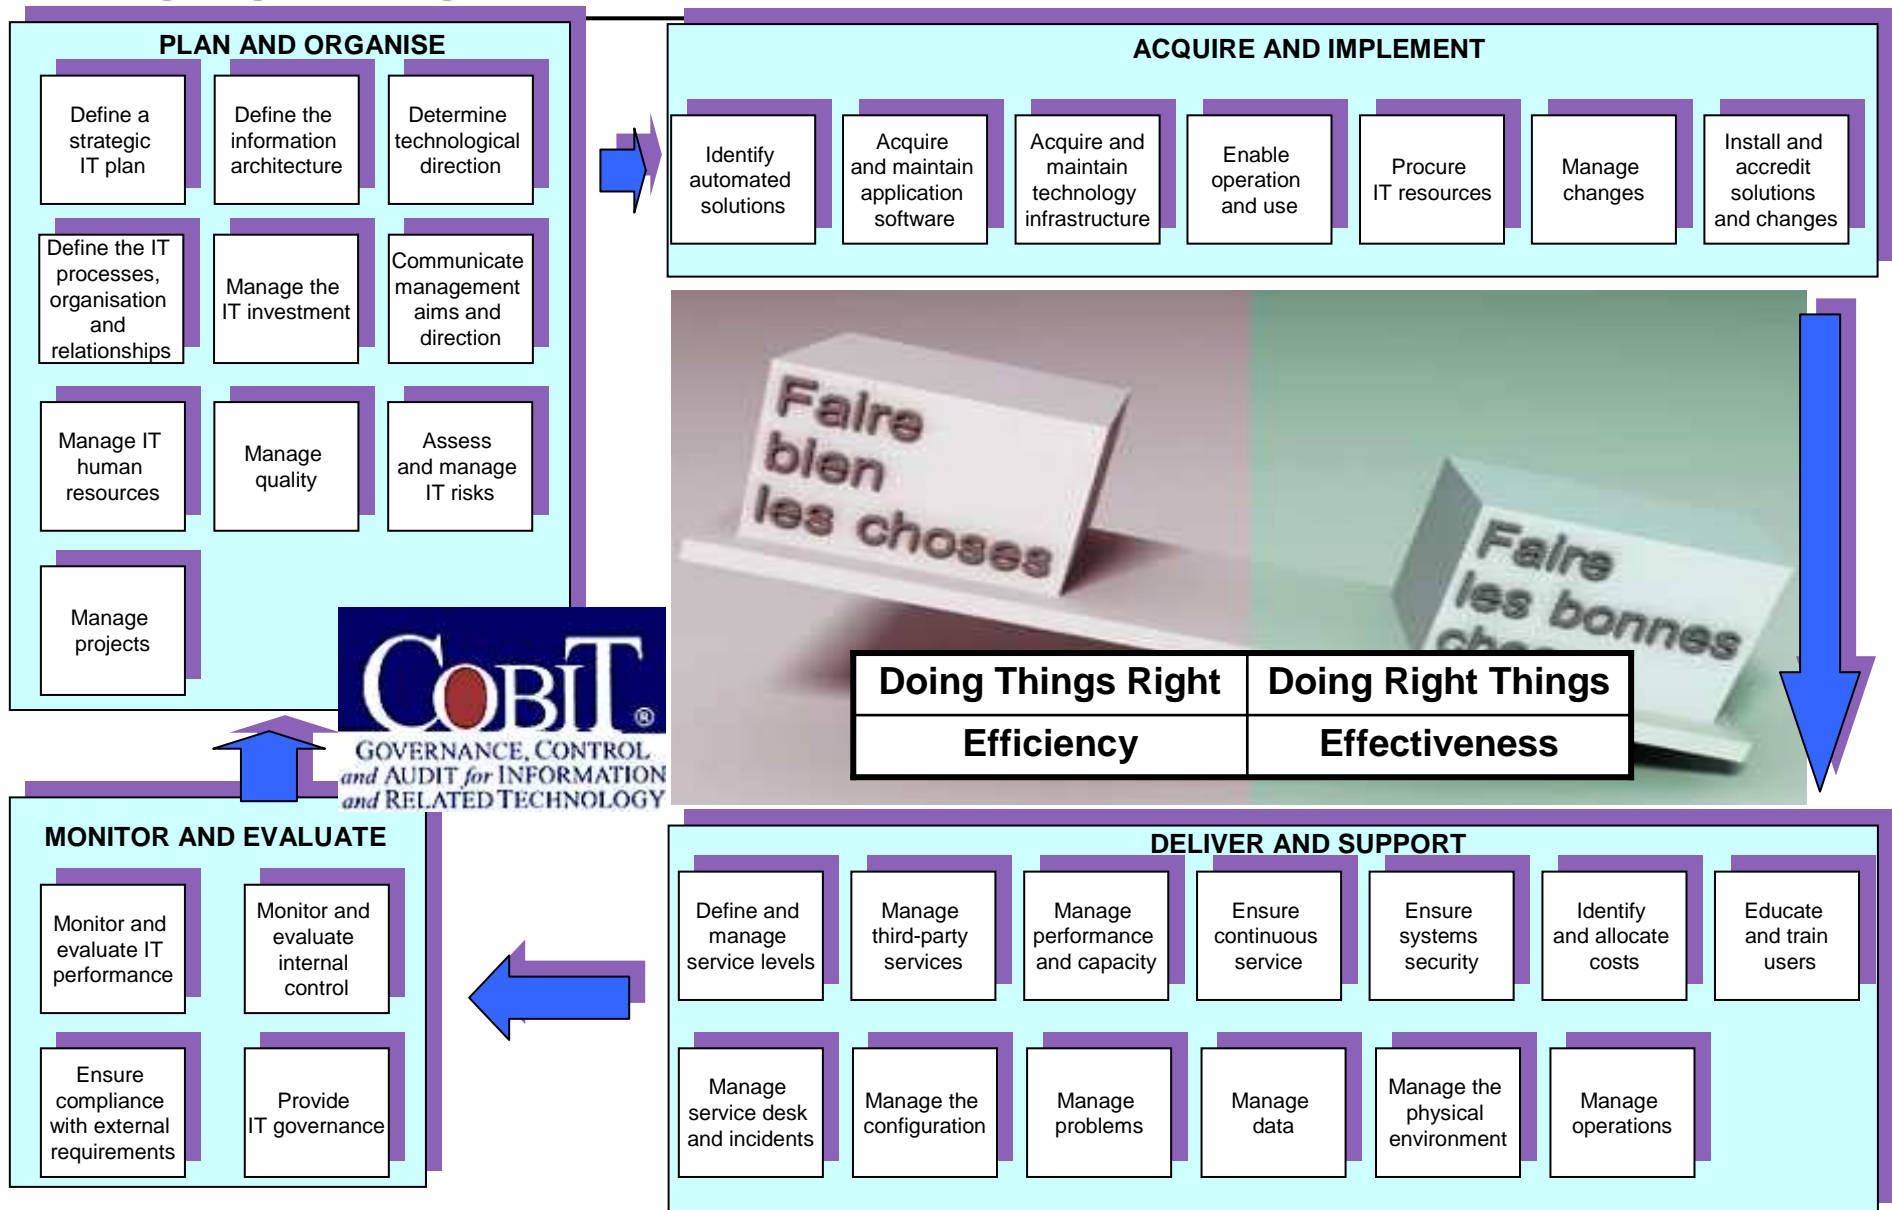 PLAN AND ORGANISE
Define a
strategic
IT plan
Define the
information
architecture
Determine
technological
direction
Define the IT
processes,
organisation
and
relationships
Manage the
IT investment
Communicate
management
aims and
direction
Manage IT
human
resources
Manage
quality
Assess
and manage
IT risks
Manage
projects
ACQUIRE AND IMPLEMENT
Identify
automated
solutions
Acquire
and maintain
application
software
Acquire and
maintain
technology
infrastructure
Enable
operation
and use
Procure
IT resources
Manage
changes
Install and
accredit
solutions
and changes
Faire
bien
les choses
Faire
les bonnes
Doing Things Right
Doing Right Things
Efficiency
Effectiveness
COBIT®
GOVERNANCE, CONTROL
and AUDIT for INFORMATION
and RELATED TECHNOLOGY
MONITOR AND EVALUATE
Monitor and
evaluate IT
performance
Monitor and
evaluate
internal
control
Ensure
compliance
with external
requirements
Provide
IT governance
DELIVER AND SUPPORT
Define and
manage
service levels
Manage
third-party
services
Manage
performance
and capacity
Ensure
continuous
service
Ensure
systems
security
Identify
and allocate
costs
Educate
and train
users
Manage
service desk
and incidents
Manage the
configuration
Manage
problems
Manage
data
Manage the
physical
environment
Manage
operations